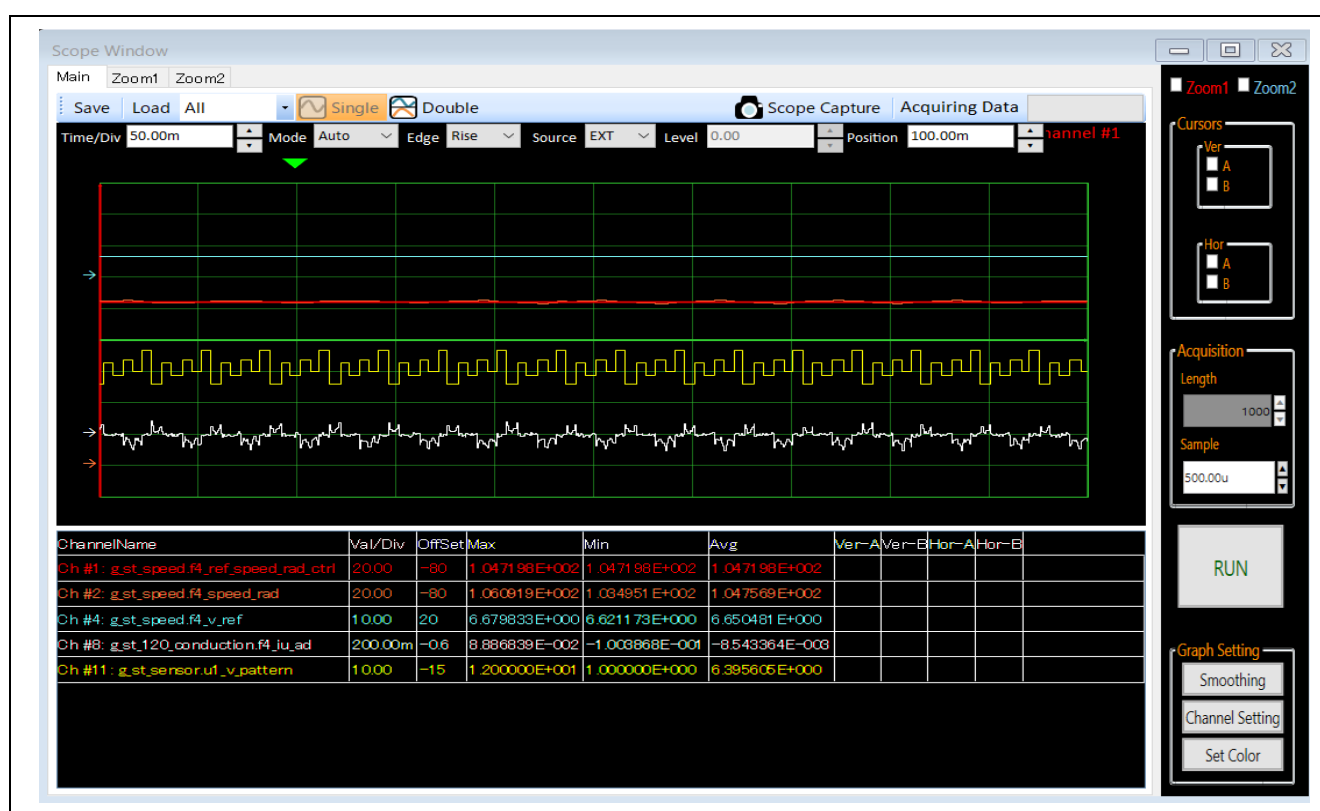 Scope Window
Main Zoom1 Zoom2
Save Load All Single Double Scope Capture Acquiring Data
Time/Div 50.00m Mode Auto Edge Rise Source EXT Level 0.00 Position 100.00m hannel #1
ChannelName Val/Div OffSet Max Min Avg Ver-A Ver-B Hor-A Hor-B
Ch #1: g_st_speed.f4_ref_speed_rad_ctrl 20.00 -80 1.047198E+002 1.047198E+002 1.047198E+002
Ch #2: g_st_speed.f4_speed_rad 20.00 -80 1.060919E+002 1.034951E+002 1.047569E+002
Ch #4: g_st_speed.f4_v_ref 10.00 20 6.679833E+000 6.621173E+000 6.650481E+000
Ch #8: g_st_120_conduction.f4_iu_ad 200.00m -0.6 8.886839E-002 -1.003868E-001 -8.543364E-003
Ch #11: g_st_sensor.u1_v_pattern 10.00 -15 1.200000E+001 1.000000E+000 6.395605E+000
Zoom1 Zoom2
Cursors
Ver
A
B
Hor
A
B
Acquisition
Length
1000
Sample
500.00u
RUN
Graph Setting
Smoothing
Channel Setting
Set Color